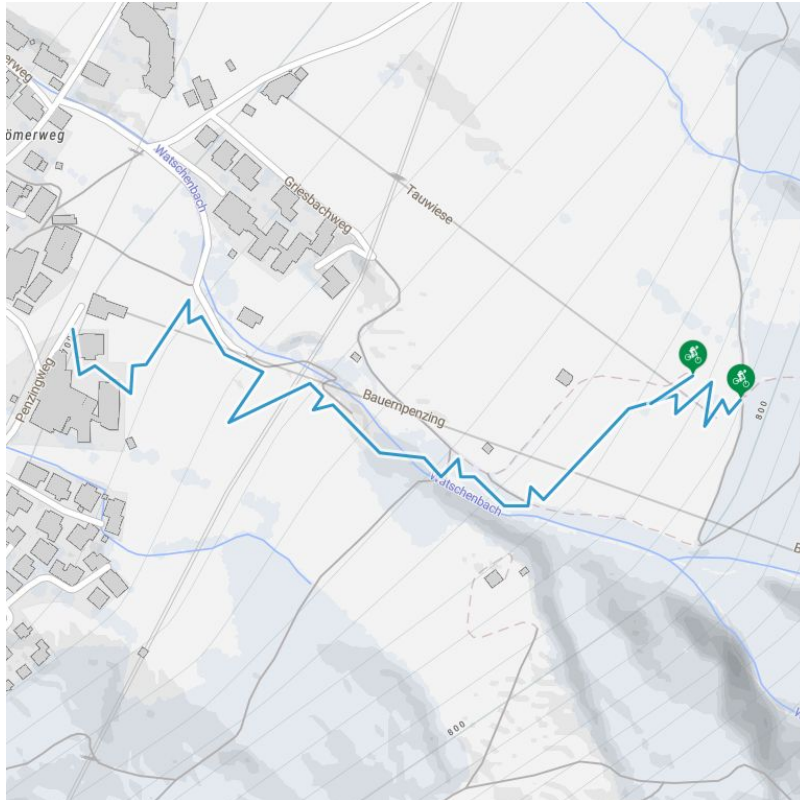 ömerweg
Watschenbach
Griesbachweg
Tauwiese
Penzingweg
Bauernpenzing
800
Watschenbach
800